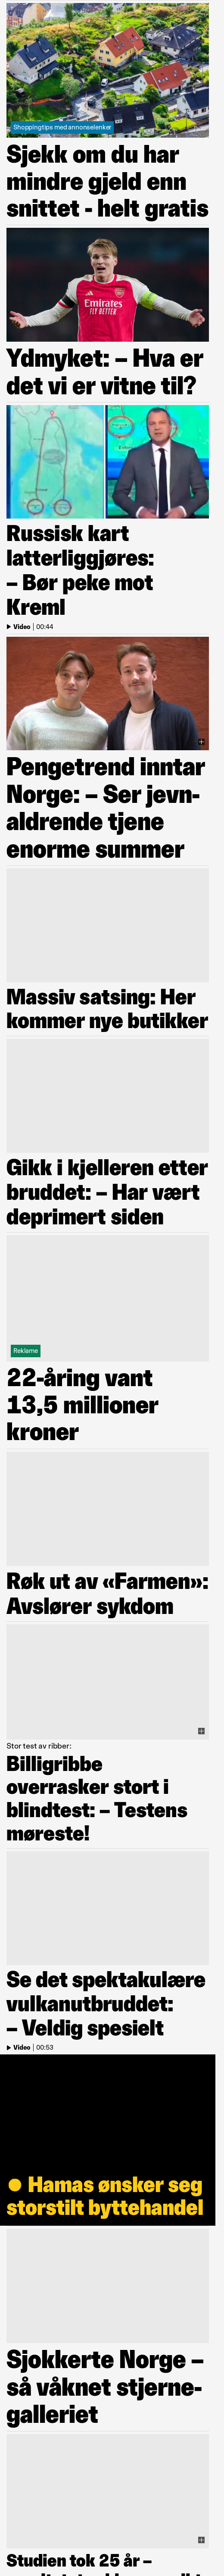 Shoppingtips med annonselenker
Sjekk om du har
mindre gjeld enn
snittet - helt gratis
Emirates
FLY BETTER
Ydmyket: – Hva er
det vi er vitne til?
Russisk kart
latterliggjøres:
– Bør peke mot
Kreml
Video | 00:44
Pengetrend inntar
Norge: – Ser jevn-
aldrende tjene
enorme summer
Massiv satsing: Her
kommer nye butikker
Gikk i kjelleren etter
bruddet: – Har vært
deprimert siden
Reklame
22-åring vant
13,5 millioner
kroner
Røk ut av «Farmen»:
Avslører sykdom
Stor test av ribber:
Billigribbe
overrasker stort i
blindtest: – Testens
møreste!
Se det spektakulære
vulkanutbruddet:
– Veldig spesielt
Video | 00:53
Hamas ønsker seg
storstilt byttehandel
Sjokkerte Norge –
så våknet stjerne-
galleriet
Studien tok 25 år –